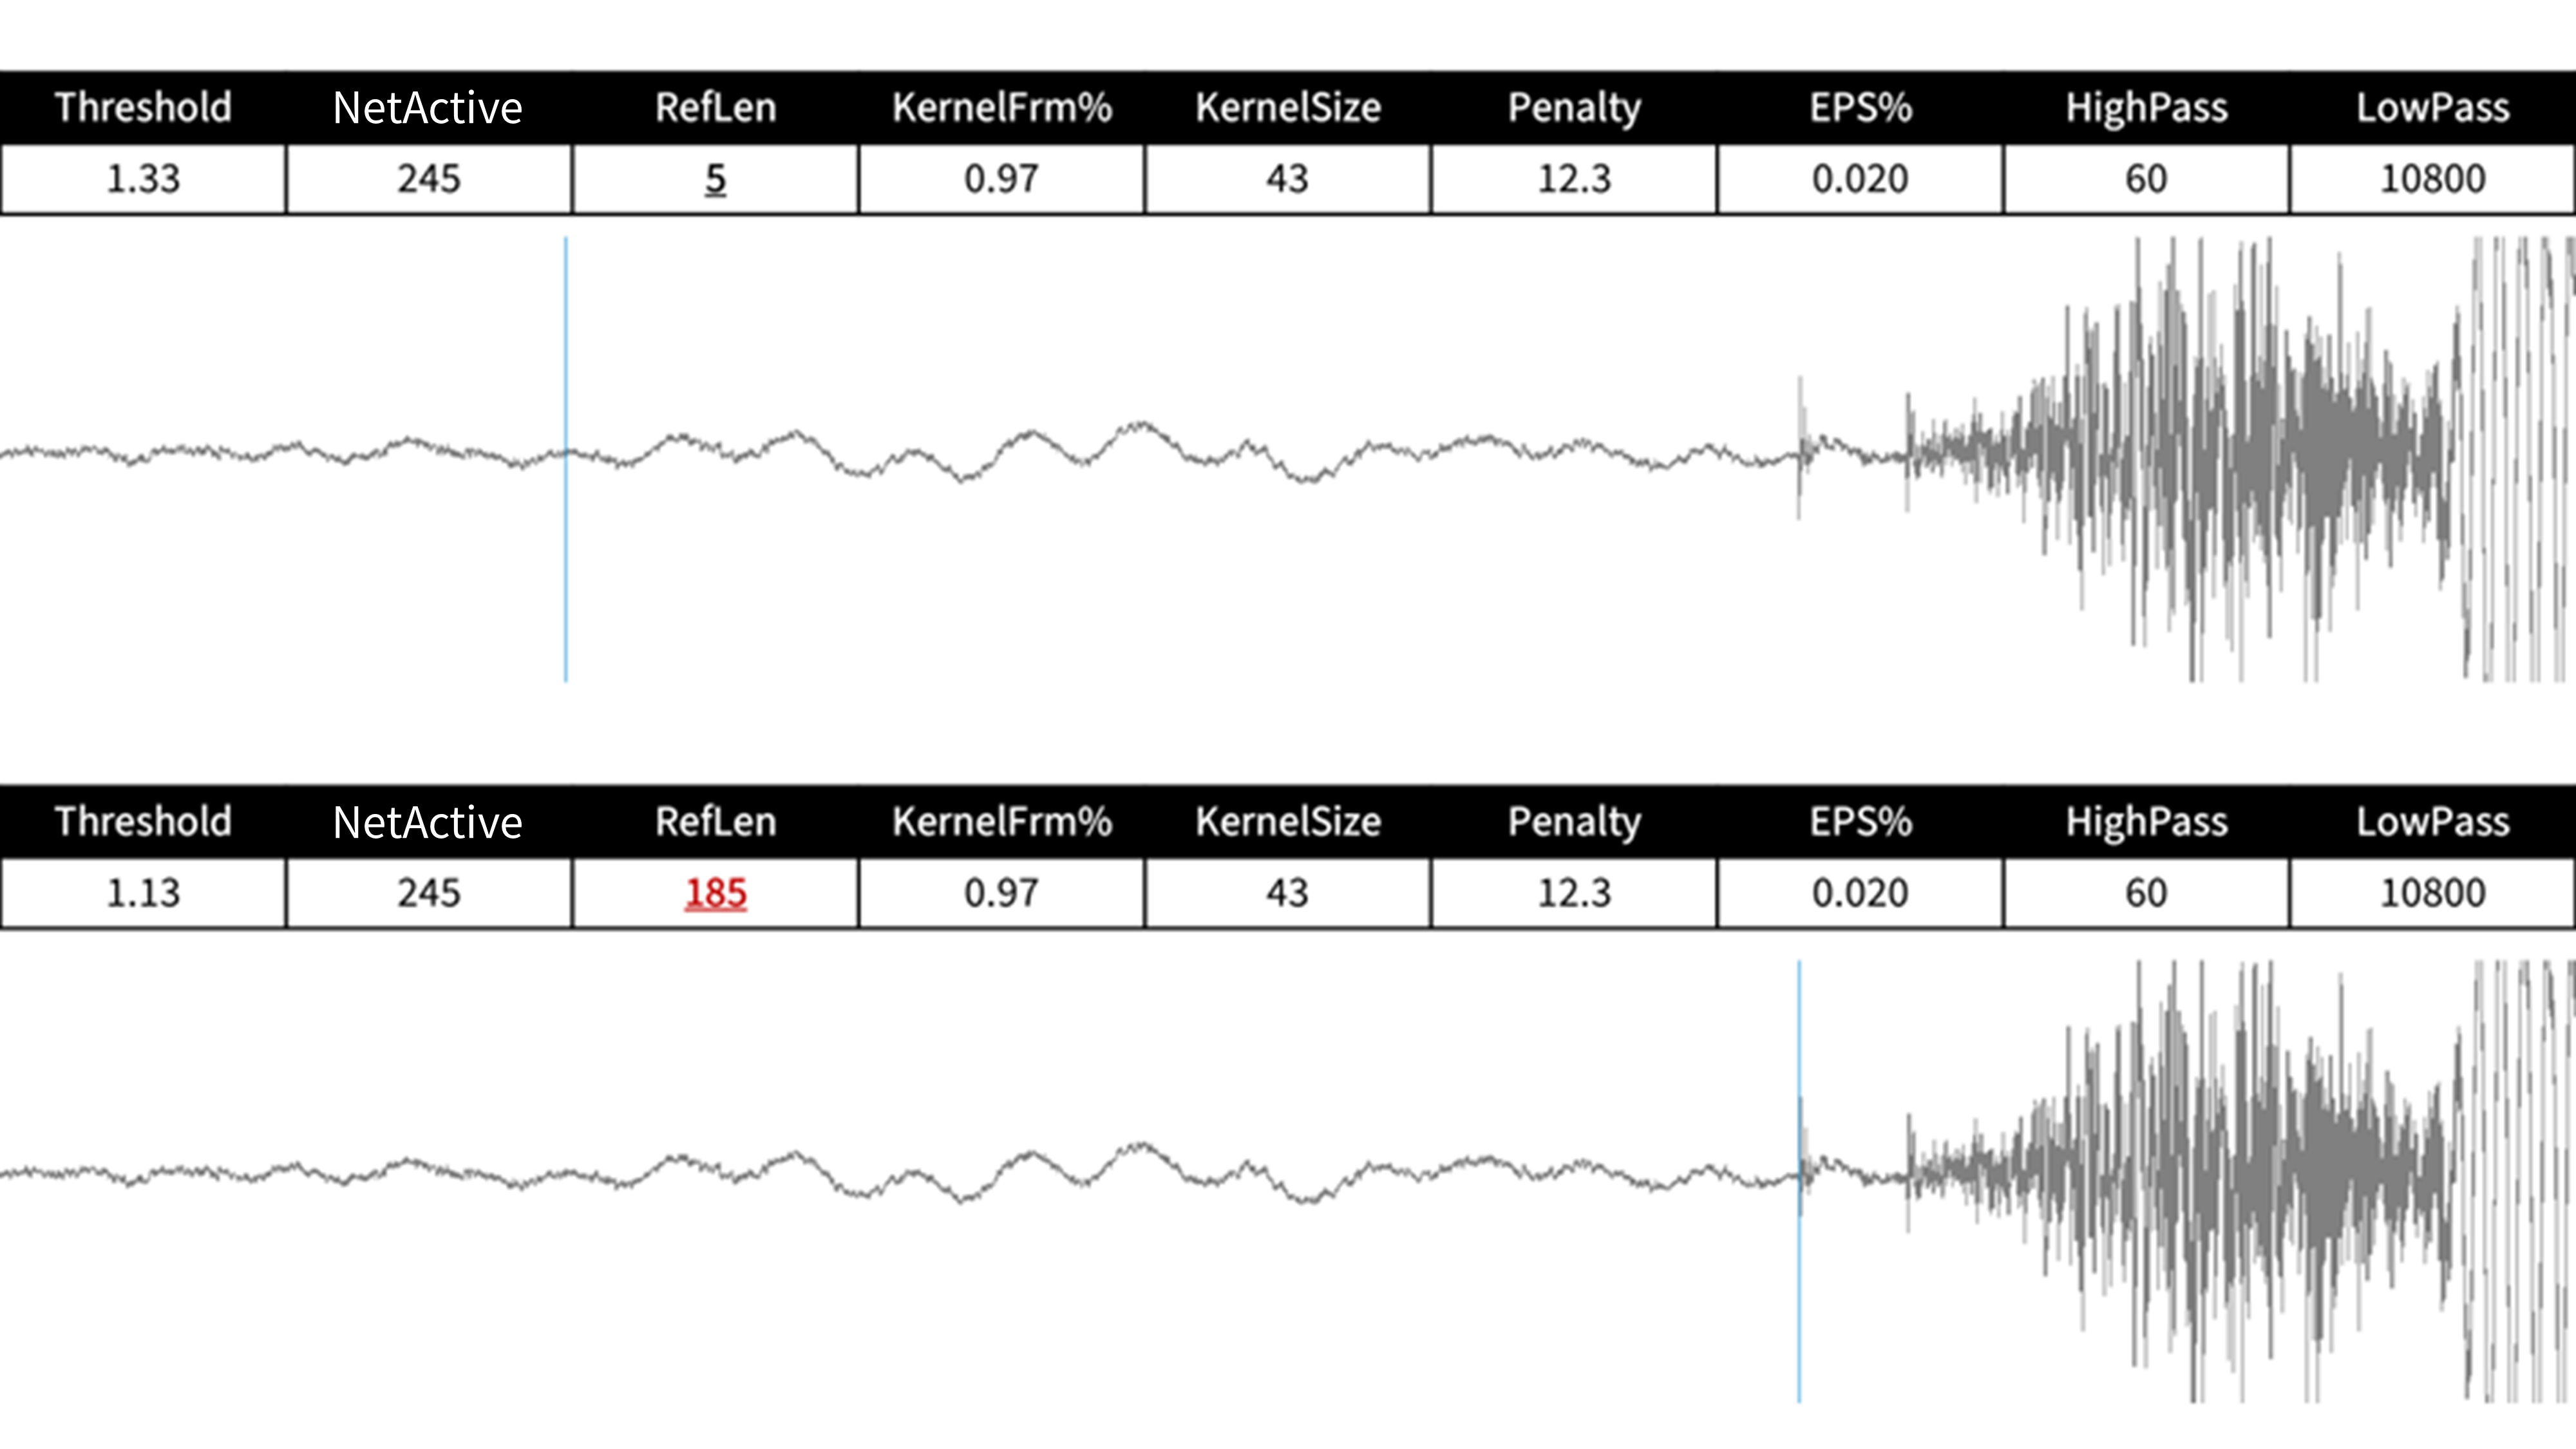 Threshold NetActive RefLen KernelFrm% KernelSize Penalty EPS% HighPass LowPass
1.33 245 5 0.97 43 12.3 0.020 60 10800
Threshold NetActive RefLen KernelFrm% KernelSize Penalty EPS% HighPass LowPass
1.13 245 185 0.97 43 12.3 0.020 60 10800